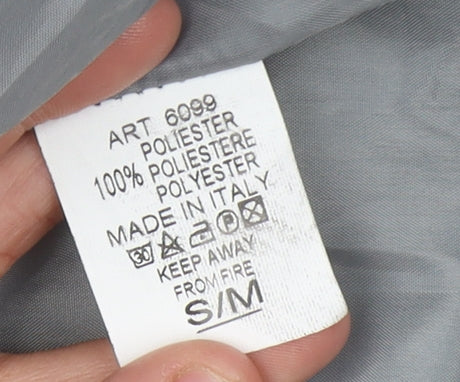 ART 6099
POLIESTER
100% POLIESTERE
POLYESTER
MADE IN ITALY
30 P
KEEP AWAY
FROM FIRE
S/M